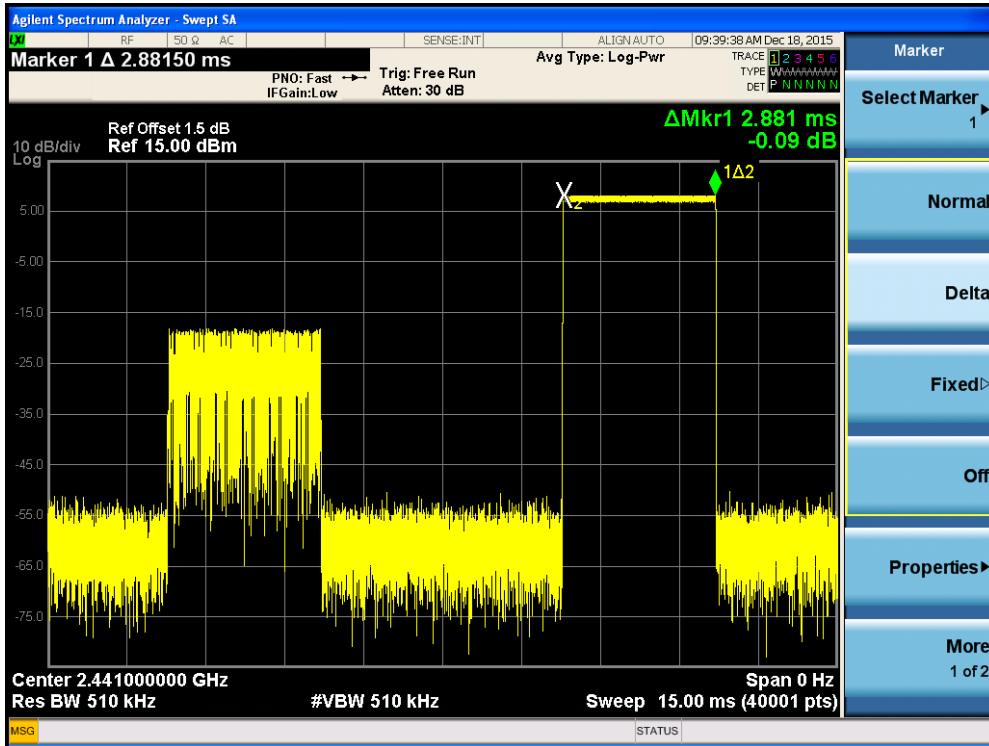 Agilent Spectrum Analyzer - Swept SA
LXI RF 50 Ω AC SENSE:INT ALIGN AUTO 09:39:38 AM Dec 18, 2015
Marker 1 Δ 2.88150 ms
PNO: Fast
IFGain:Low
Trig: Free Run
Atten: 30 dB
Avg Type: Log-Pwr
TRACE 1 2 3 4 5 6
TYPE WWWWWW
DET P N N N N N
ΔMkr1 2.881 ms
-0.09 dB
Ref Offset 1.5 dB
10 dB/div Ref 15.00 dBm
Log
1Δ2
X2
5.00
-5.00
-15.0
-25.0
-35.0
-45.0
-55.0
-65.0
-75.0
Center 2.441000000 GHz Span 0 Hz
Res BW 510 kHz #VBW 510 kHz Sweep 15.00 ms (40001 pts)
MSG STATUS
Marker
Select Marker
1
Normal
Delta
Fixed
Off
Properties
More
1 of 2